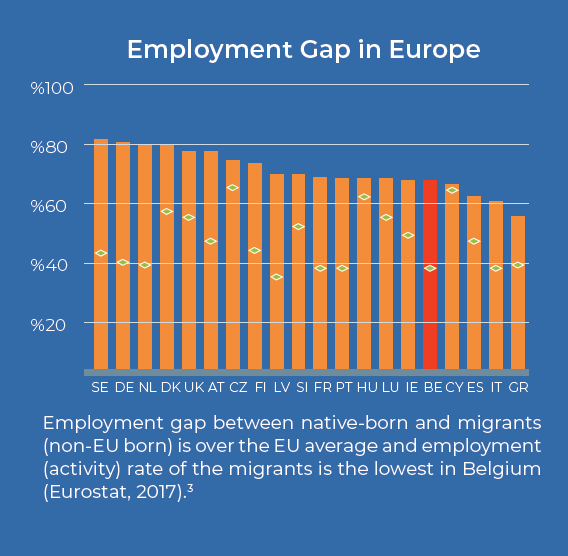 Employment Gap in Europe
%100
%80
%60
%40
%20
SE DE NL DK UK AT CZ FI LV SI FR PT HU LU IE BE CY ES IT GR
Employment gap between native-born and migrants
(non-EU born) is over the EU average and employment
(activity) rate of the migrants is the lowest in Belgium
(Eurostat, 2017).³